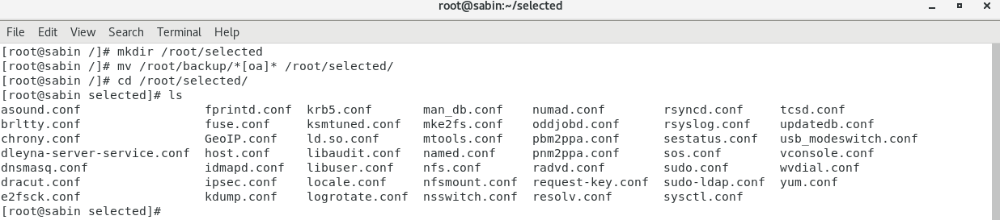 root@sabin:~/selected
File Edit View Search Terminal Help
[root@sabin /]# mkdir /root/selected
[root@sabin /]# mv /root/backup/*[oa]* /root/selected/
[root@sabin /]# cd /root/selected/
[root@sabin selected]# ls
asound.conf fprintd.conf krb5.conf man_db.conf numad.conf rsyncd.conf tcsd.conf
brltty.conf fuse.conf ksmtuned.conf mke2fs.conf oddjobd.conf rsyslog.conf updatedb.conf
chrony.conf GeoIP.conf ld.so.conf mtools.conf pbm2ppa.conf sestatus.conf usb_modeswitch.conf
dleyna-server-service.conf host.conf libaudit.conf named.conf pnm2ppa.conf sos.conf vconsole.conf
dnsmasq.conf idmapd.conf libuser.conf nfs.conf radvd.conf sudo.conf wvdial.conf
dracut.conf ipsec.conf locale.conf nfsmount.conf request-key.conf sudo-ldap.conf yum.conf
e2fsck.conf kdump.conf logrotate.conf nsswitch.conf resolv.conf sysctl.conf
[root@sabin selected]#